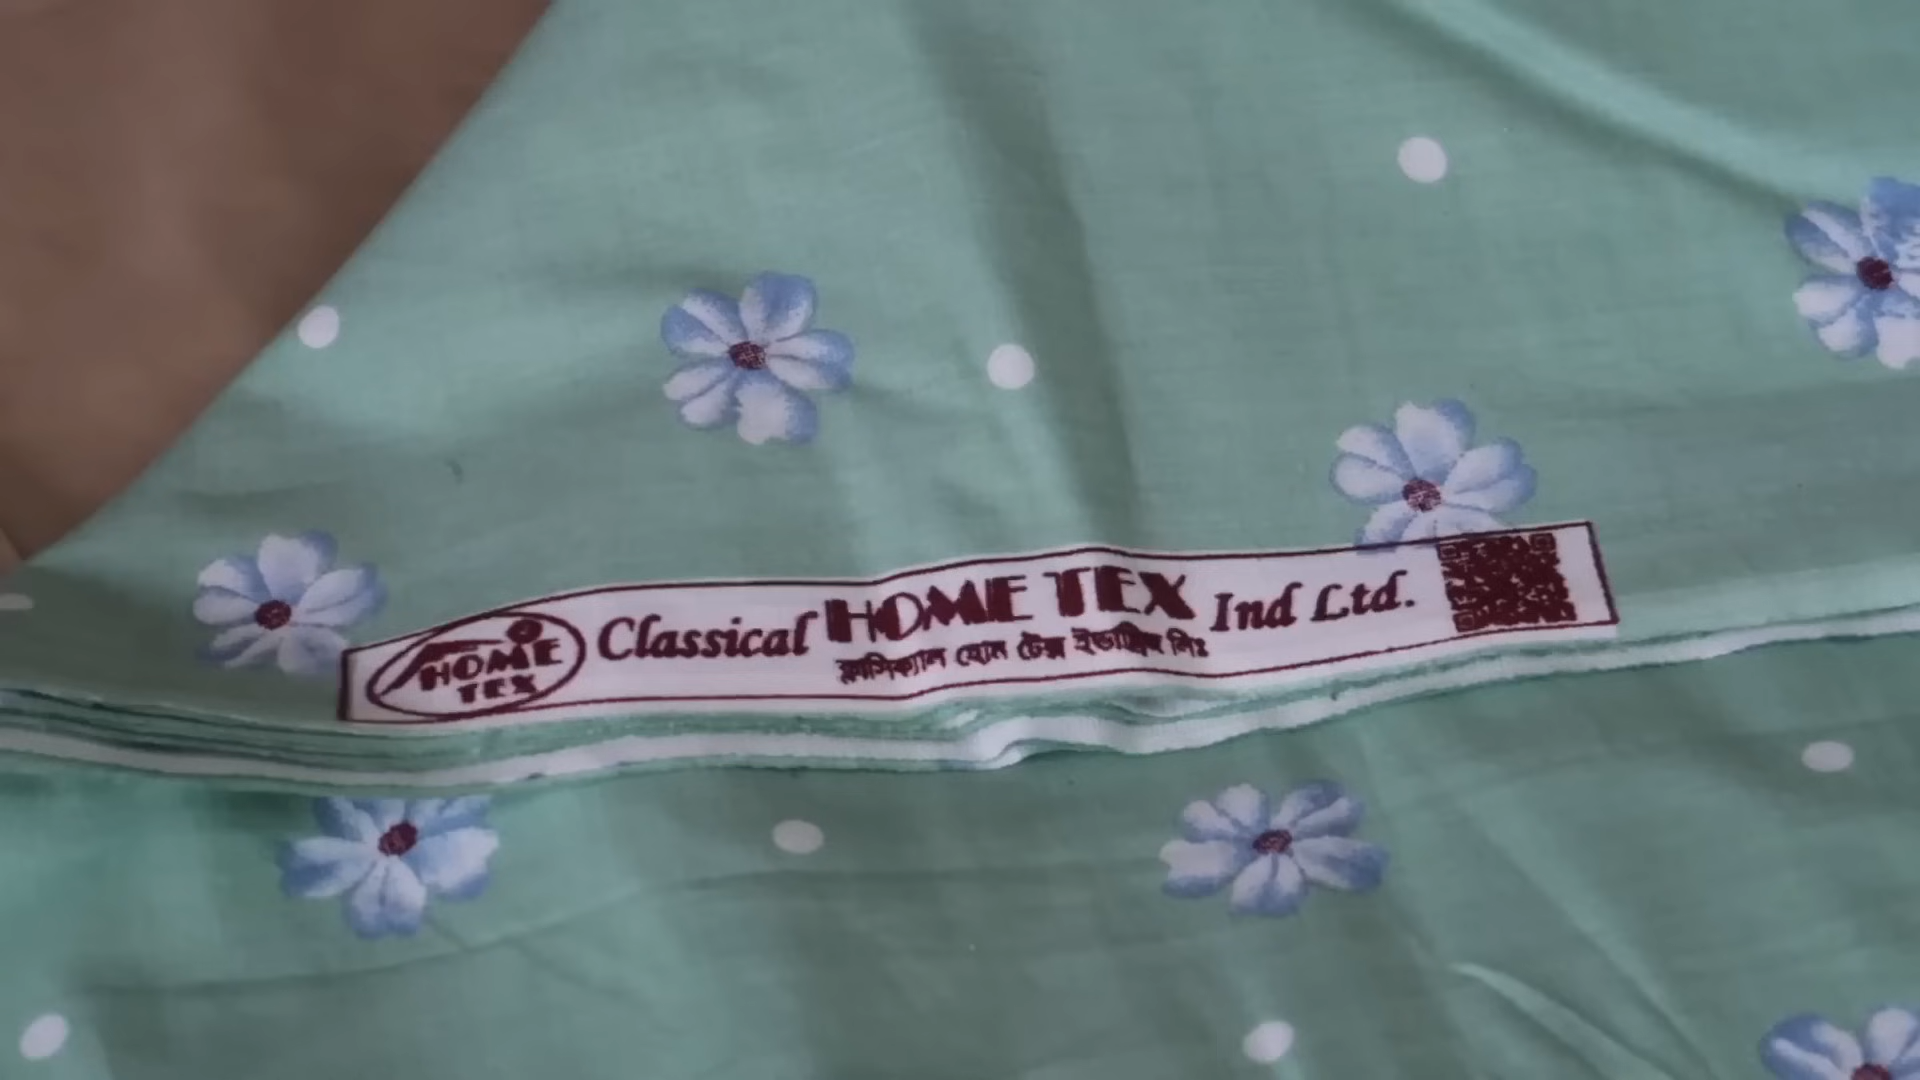 HOME
TEX
Classical HOME TEX Ind Ltd.
ক্লাসিক্যাল হোম টেক্স ইন্ডাস্ট্রিজ লিঃ